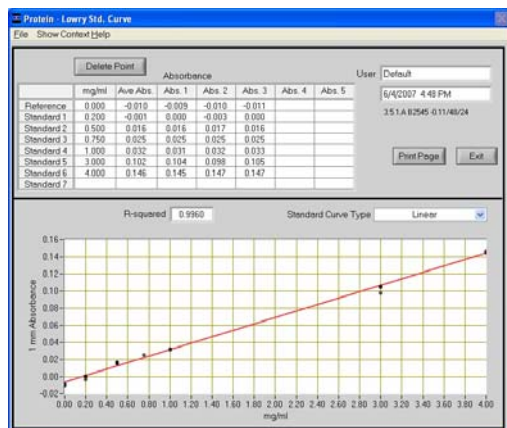 Protein - Lowry Std. Curve
File Show Context Help
Delete Point
Absorbance
User Default
mg/ml Ave Abs. Abs. 1 Abs. 2 Abs. 3 Abs. 4 Abs. 5
6/4/2007 4:48 PM
Reference 0.000 -0.010 -0.009 -0.010 -0.011
Standard 1 0.200 -0.001 0.000 -0.003 0.000
3.5.1.A B2545 -0.11/48/24
Standard 2 0.500 0.016 0.016 0.017 0.016
Standard 3 0.750 0.025 0.025 0.025 0.025
Standard 4 1.000 0.032 0.031 0.032 0.033
Standard 5 3.000 0.102 0.104 0.098 0.105
Standard 6 4.000 0.146 0.145 0.147 0.147
Standard 7
Print Page Exit
R-squared 0.9960 Standard Curve Type Linear
0.16
0.14
0.12
0.10
0.08
0.06
0.04
0.02
0.00
-0.02
1 mm Absorbance
0.00 0.20 0.40 0.60 0.80 1.00 1.20 1.40 1.60 1.80 2.00 2.20 2.40 2.60 2.80 3.00 3.20 3.40 3.60 3.80 4.00
mg/ml